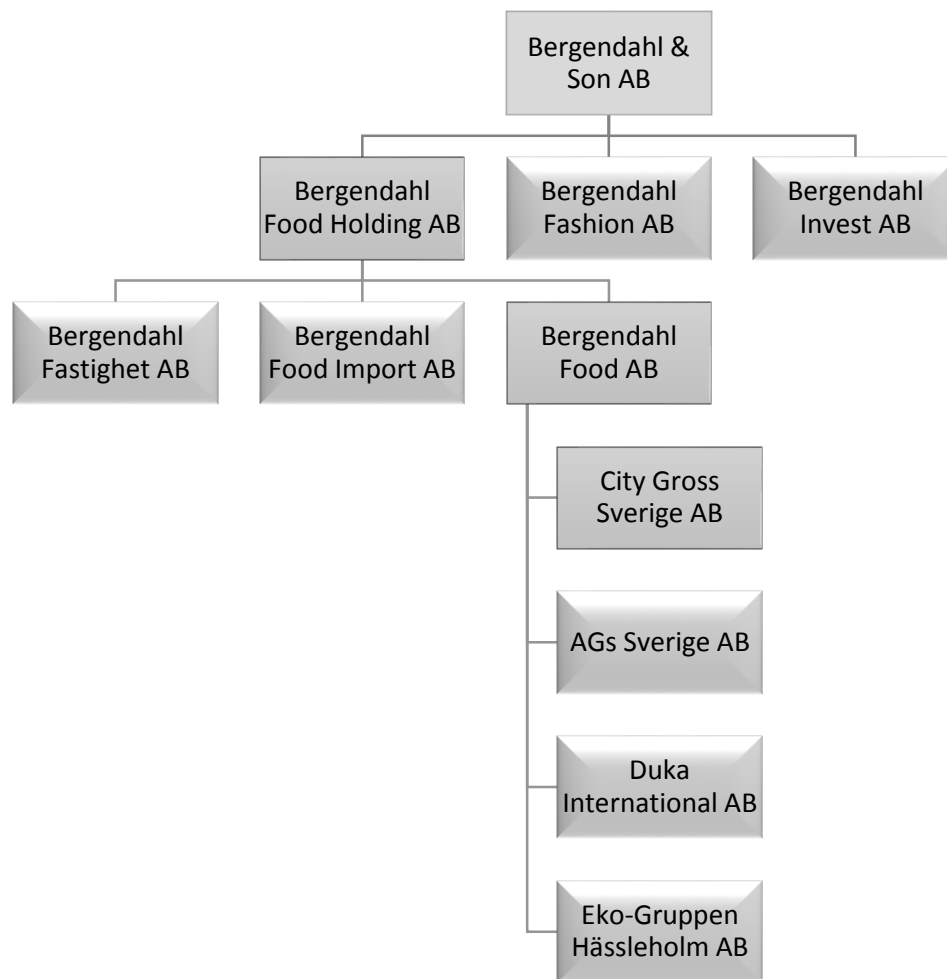 Bergendahl &
Son AB
Bergendahl
Food Holding AB
Bergendahl
Fashion AB
Bergendahl
Invest AB
Bergendahl
Fastighet AB
Bergendahl
Food Import AB
Bergendahl
Food AB
City Gross
Sverige AB
AGs Sverige AB
Duka
International AB
Eko-Gruppen
Hässleholm AB